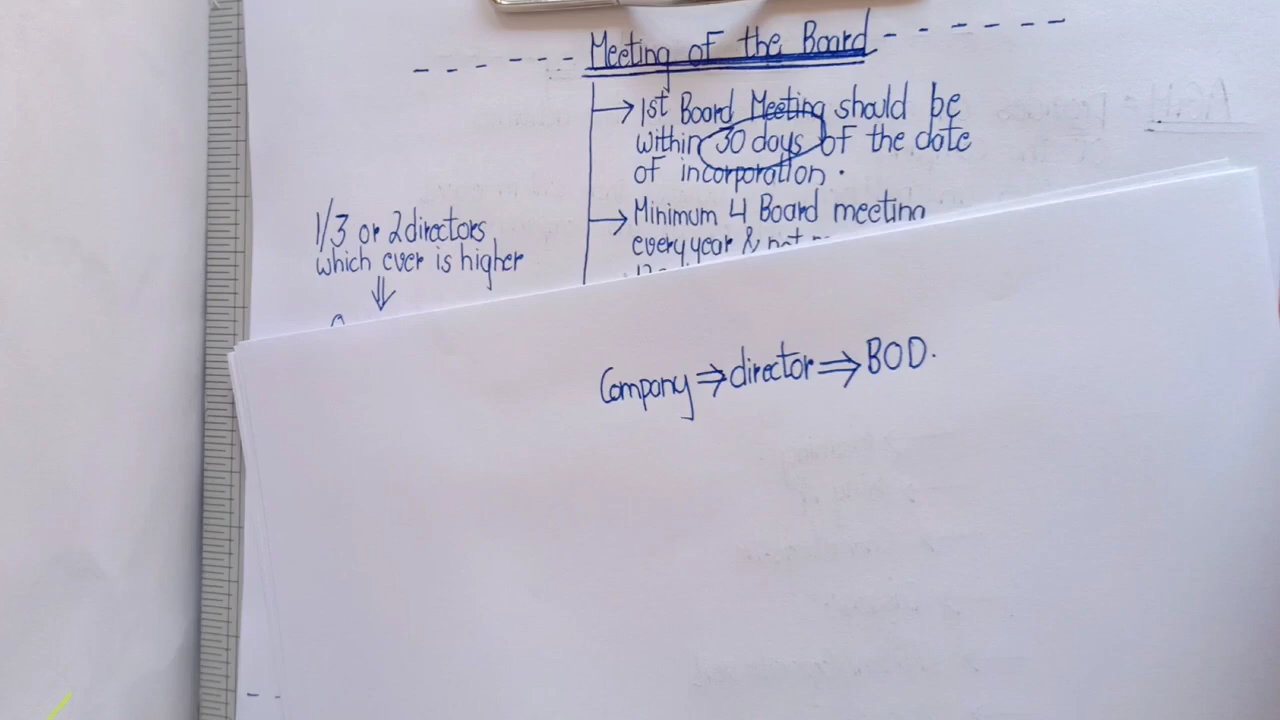 Meeting of the Board
1st Board Meeting should be
within 30 days of the date
of incorporation.
Minimum 4 Board meeting
every year & not
1/3 or 2 directors
which ever is higher
Company ⇒ director ⇒ BOD.